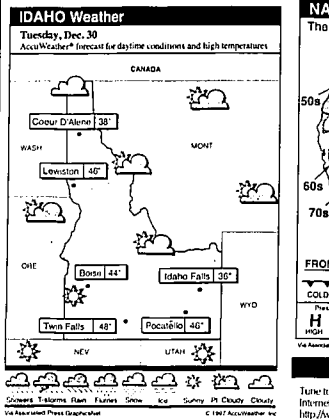 IDAHO Weather
Tuesday, Dec. 30
AccuWeather® forecast for daytime conditions and high temperatures
CANADA
Coeur D'Alene 38°
WASH
MONT
Lewiston 46°
ORE
Boise 44°
Idaho Falls 36°
WYO
Twin Falls 48°
Pocatello 46°
NEV
UTAH
Showers T-storms Rain Flurries Snow Ice Sunny Pt. Cloudy Cloudy
Via Associated Press GraphicsNet
© 1997 AccuWeather, Inc
NA
The
50s
60s
70s
FRO
COLD
Pres
H
HIGH
Via Associa
Tune t
Interne
http://w